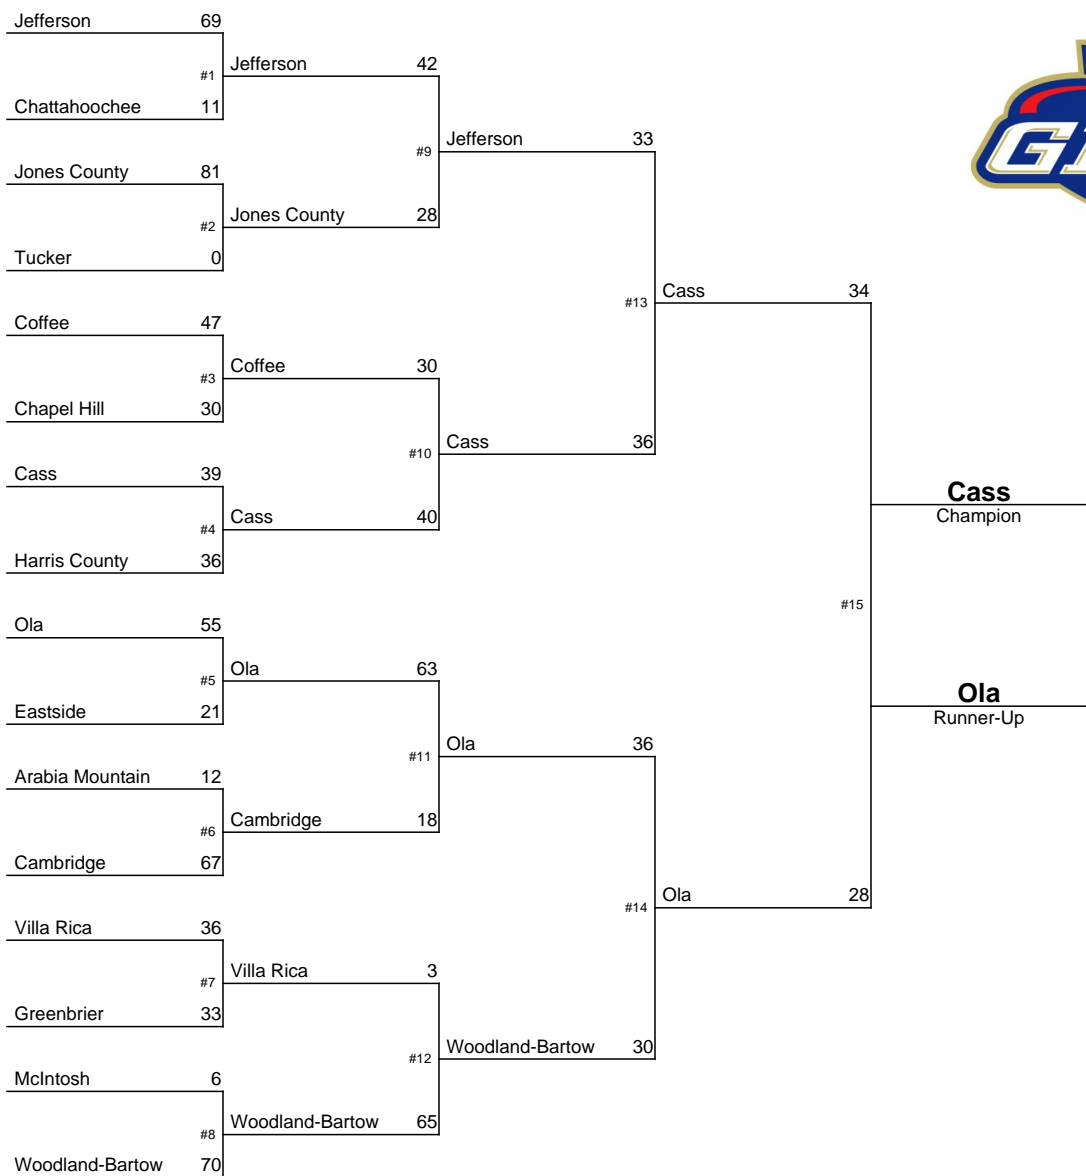 Jefferson 69
#1 Jefferson 42
Chattahoochee 11
#9 Jefferson 33
Jones County 81
#2 Jones County 28
Tucker 0
#13 Cass 34
Coffee 47
#3 Coffee 30
Chapel Hill 30
#10 Cass 36
Cass 39
#4 Cass 40
Harris County 36
Cass
Champion
#15
Ola 55
#5 Ola 63
Eastside 21
#11 Ola 36
Arabia Mountain 12
#6 Cambridge 18
Cambridge 67
Ola
Runner-Up
#14 Ola 28
Villa Rica 36
#7 Villa Rica 3
Greenbrier 33
#12 Woodland-Bartow 30
McIntosh 6
#8 Woodland-Bartow 65
Woodland-Bartow 70